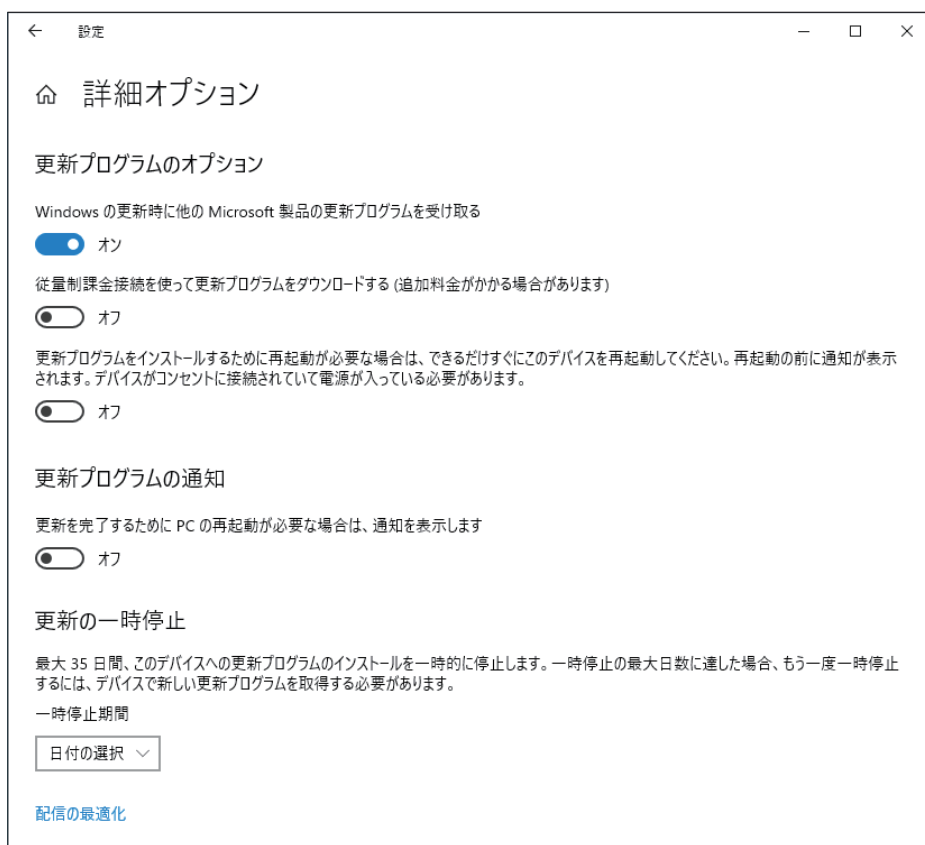 設定
詳細オプション
更新プログラムのオプション
Windows の更新時に他の Microsoft 製品の更新プログラムを受け取る
オン
従量制課金接続を使って更新プログラムをダウンロードする (追加料金がかかる場合があります)
オフ
更新プログラムをインストールするために再起動が必要な場合は、できるだけすぐにこのデバイスを再起動してください。再起動の前に通知が表示
されます。デバイスがコンセントに接続されていて電源が入っている必要があります。
オフ
更新プログラムの通知
更新を完了するために PC の再起動が必要な場合は、通知を表示します
オフ
更新の一時停止
最大 35 日間、このデバイスへの更新プログラムのインストールを一時的に停止します。一時停止の最大日数に達した場合、もう一度一時停止
するには、デバイスで新しい更新プログラムを取得する必要があります。
一時停止期間
日付の選択
配信の最適化